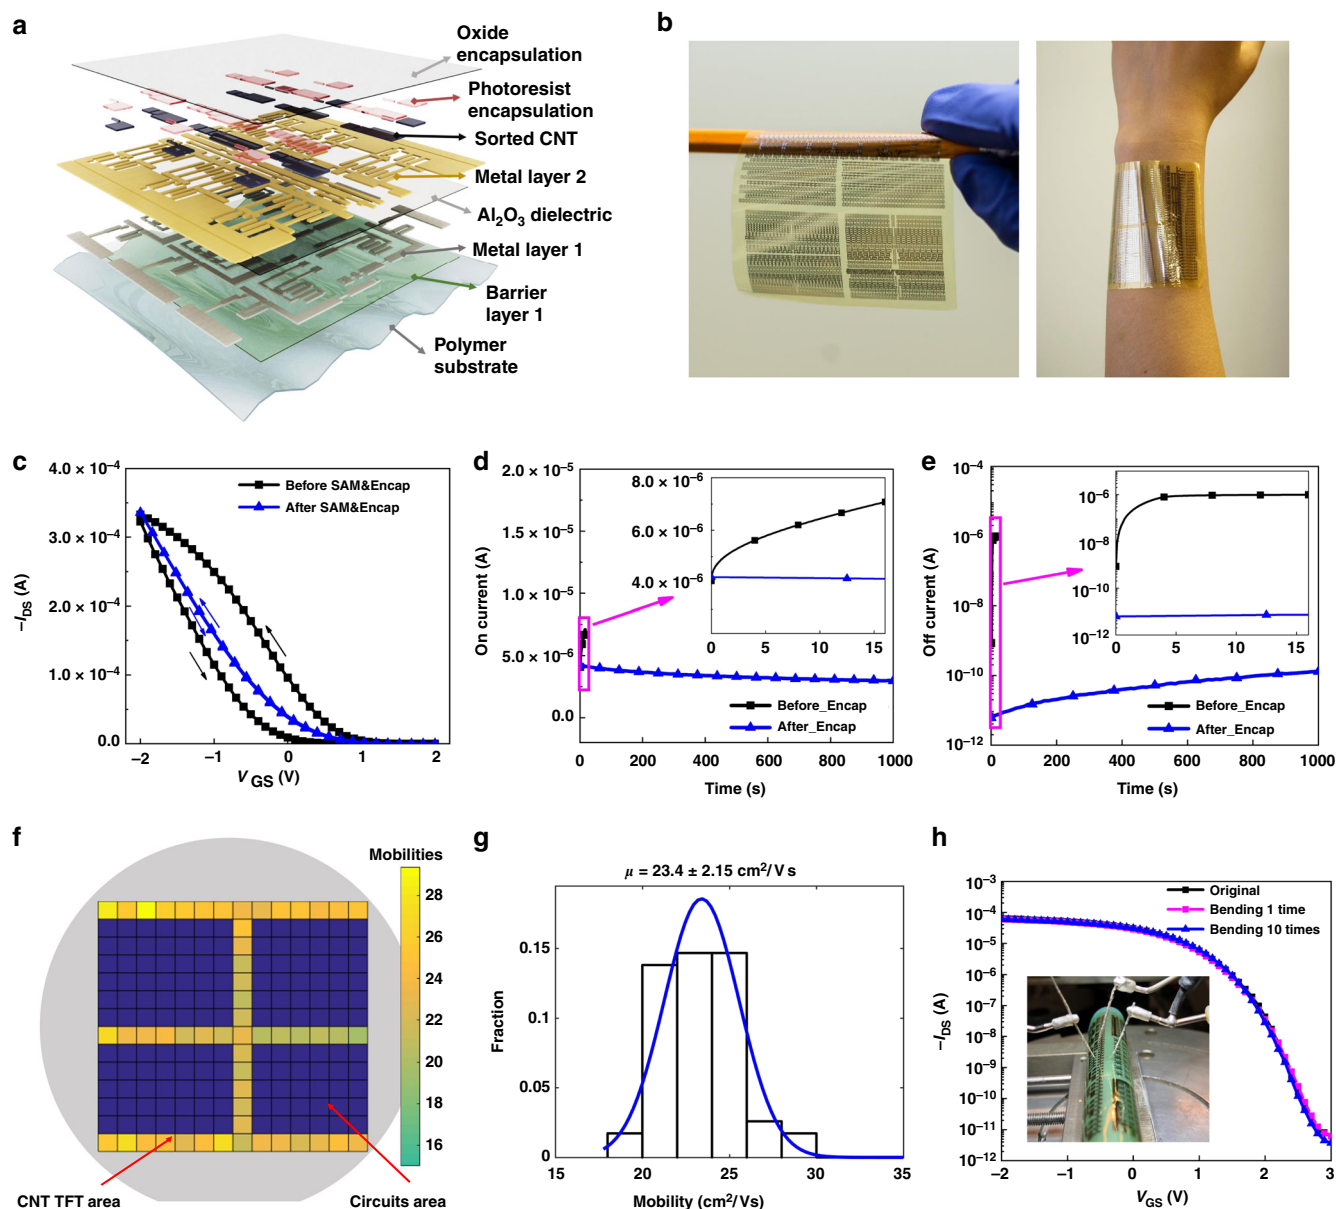 a
Oxide
encapsulation
Photoresist
encapsulation
Sorted CNT
Metal layer 2
Al₂O₃ dielectric
Metal layer 1
Barrier
layer 1
Polymer
substrate
b
c
4.0 × 10⁻⁴
3.0 × 10⁻⁴
2.0 × 10⁻⁴
1.0 × 10⁻⁴
0.0
−I_DS (A)
Before SAM&Encap
After SAM&Encap
−2 −1 0 1 2
V_GS (V)
d
2.0 × 10⁻⁵
1.5 × 10⁻⁵
1.0 × 10⁻⁵
5.0 × 10⁻⁶
0.0
On current (A)
8.0 × 10⁻⁶
6.0 × 10⁻⁶
4.0 × 10⁻⁶
0 5 10 15
Before_Encap
After_Encap
0 200 400 600 800 1000
Time (s)
e
10⁻⁴
10⁻⁶
10⁻⁸
10⁻¹⁰
10⁻¹²
Off current (A)
10⁻⁶
10⁻⁸
10⁻¹⁰
10⁻¹²
0 5 10 15
Before_Encap
After_Encap
0 200 400 600 800 1000
Time (s)
f
Mobilities
28
26
24
22
20
18
16
CNT TFT area
Circuits area
g
μ = 23.4 ± 2.15 cm²/V s
0.15
0.1
0.05
0
Fraction
15 20 25 30 35
Mobility (cm²/Vs)
h
10⁻³
10⁻⁴
10⁻⁵
10⁻⁶
10⁻⁷
10⁻⁸
10⁻⁹
10⁻¹⁰
10⁻¹¹
10⁻¹²
−I_DS (A)
Original
Bending 1 time
Bending 10 times
−2 −1 0 1 2 3
V_GS (V)